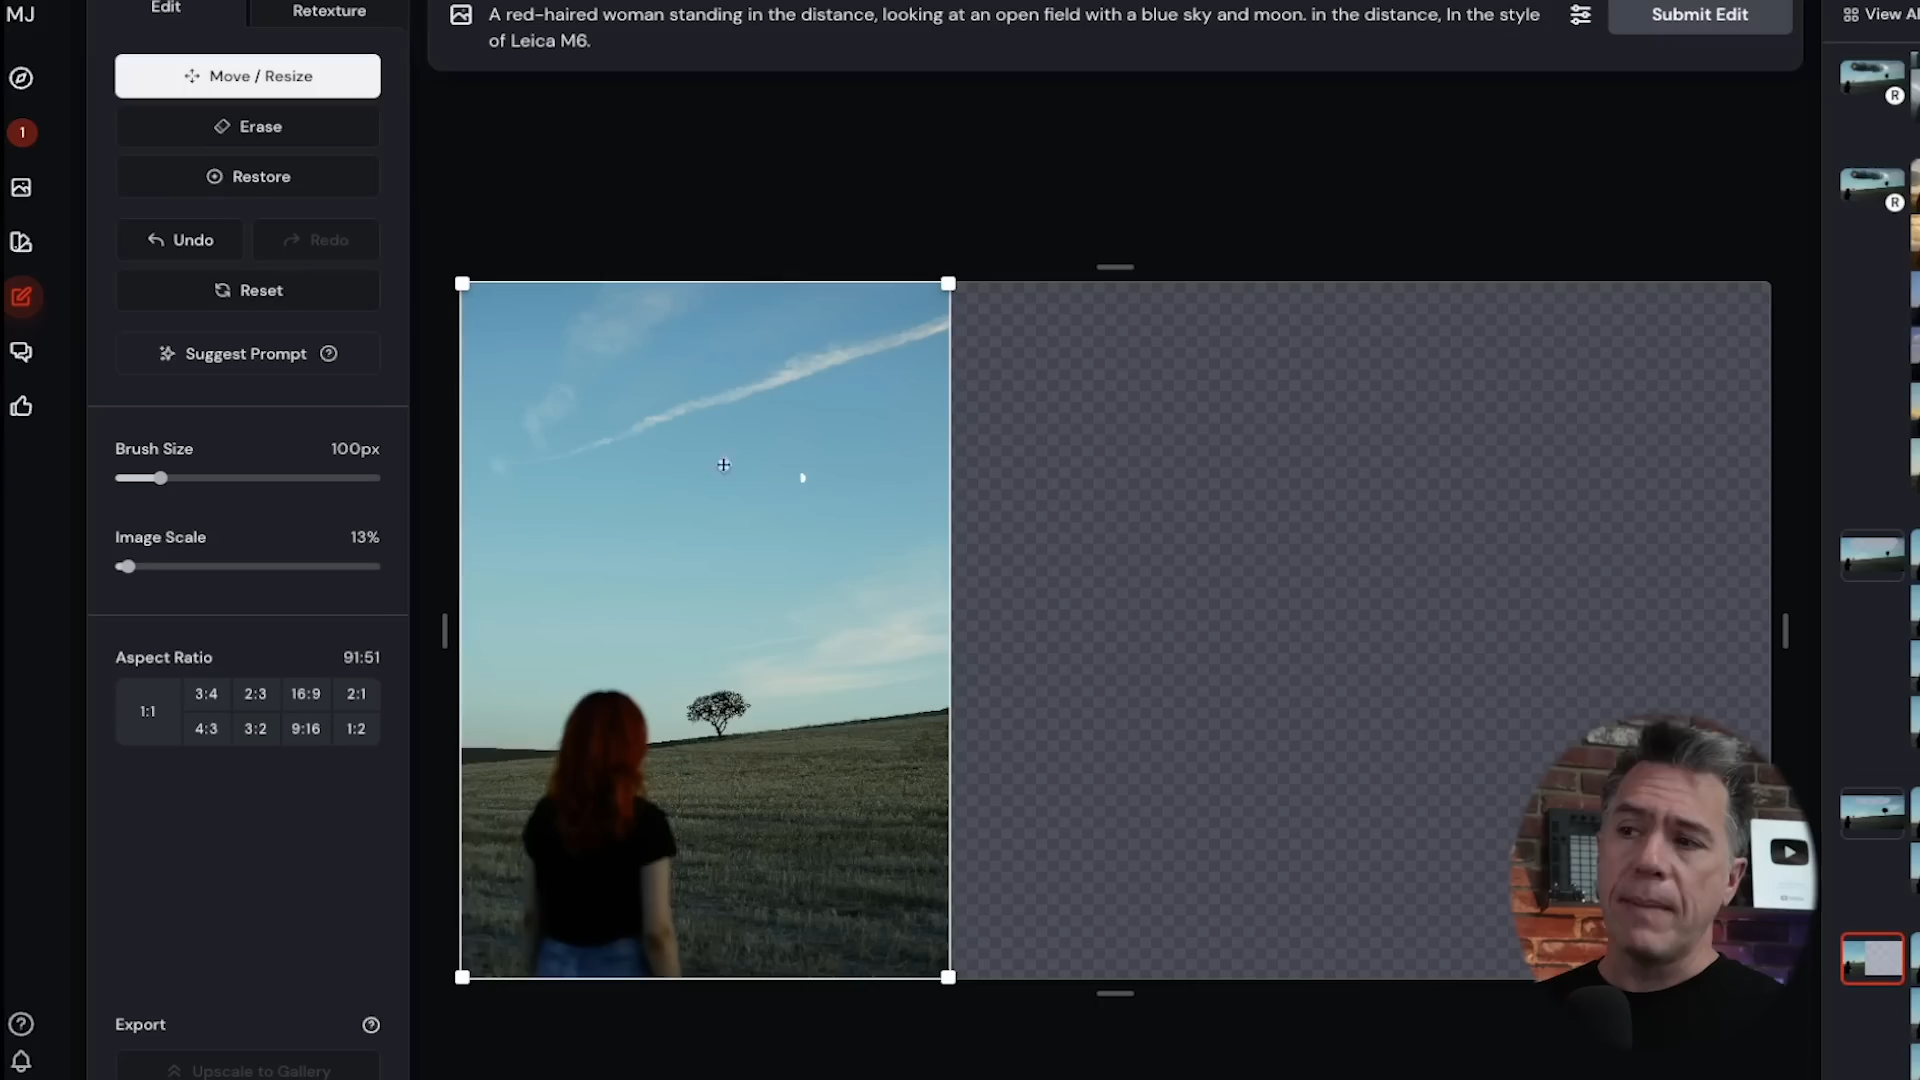 MJ
Edit
Retexture
A red-haired woman standing in the distance, looking at an open field with a blue sky and moon. in the distance, In the style
of Leica M6.
Submit Edit
View Al
Move / Resize
Erase
Restore
1
Undo
Redo
Reset
Suggest Prompt
Brush Size
100px
Image Scale
13%
Aspect Ratio
91:51
1:1
3:4
2:3
16:9
2:1
4:3
3:2
9:16
1:2
Export
Upscale to Gallery
R
R